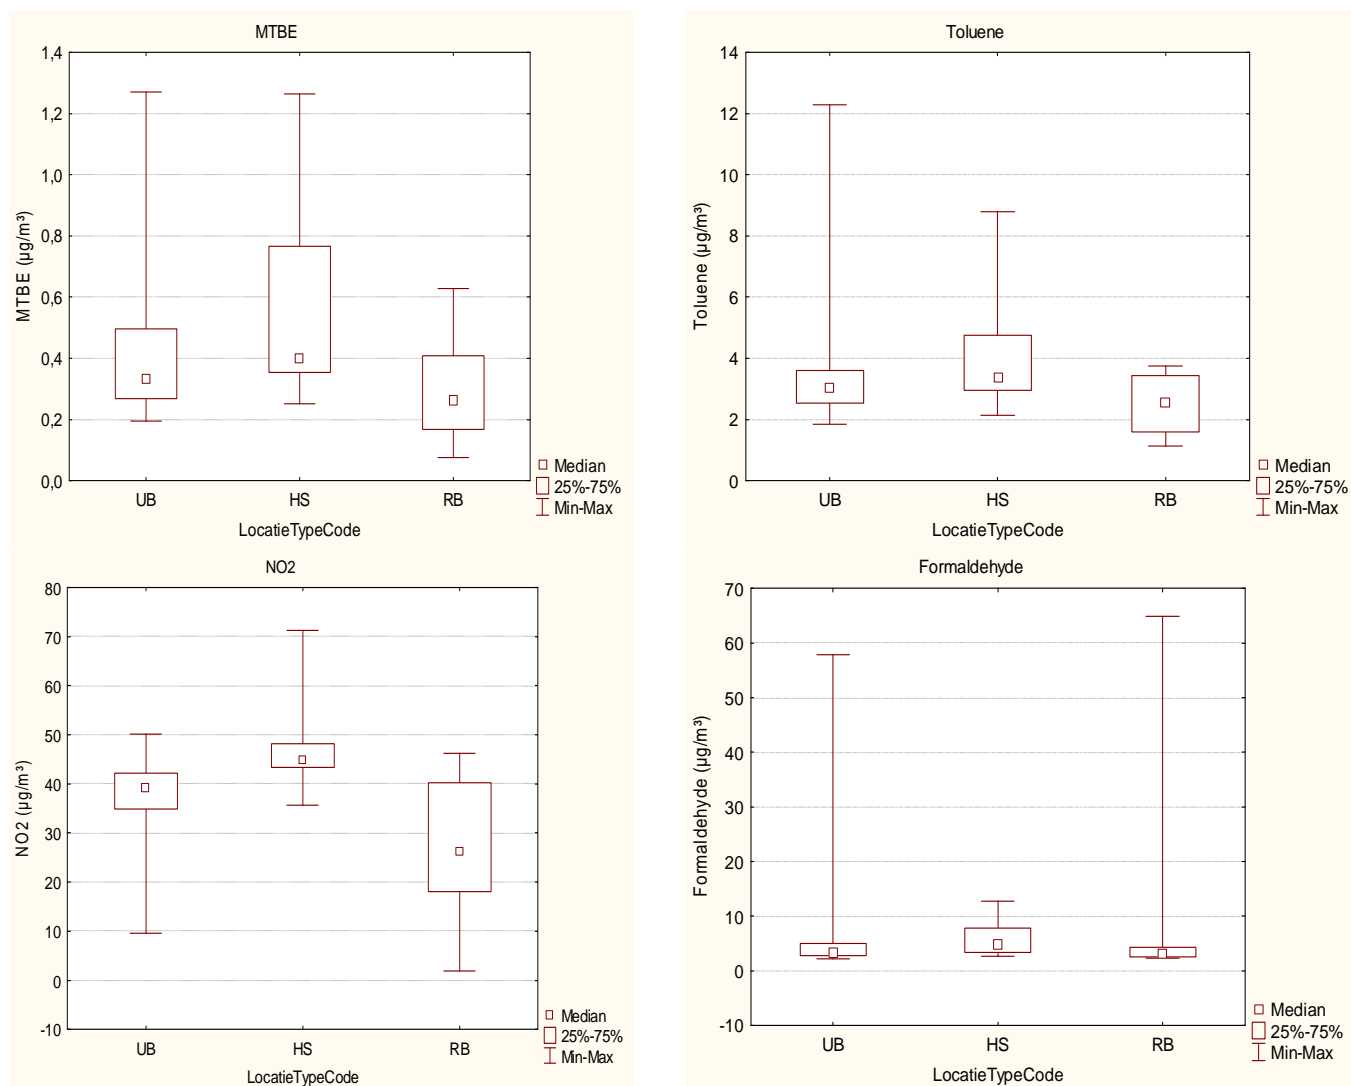 MTBE
1,4
1,2
1,0
0,8
0,6
0,4
0,2
0,0
MTBE (µg/m³)
UB HS RB
LocatieTypeCode
Median
25%-75%
Min-Max
Toluene
14
12
10
8
6
4
2
0
Toluene (µg/m³)
UB HS RB
LocatieTypeCode
Median
25%-75%
Min-Max
NO2
80
70
60
50
40
30
20
10
0
-10
NO2 (µg/m³)
UB HS RB
LocatieTypeCode
Median
25%-75%
Min-Max
Formaldehyde
70
60
50
40
30
20
10
0
-10
Formaldehyde (µg/m³)
UB HS RB
LocatieTypeCode
Median
25%-75%
Min-Max